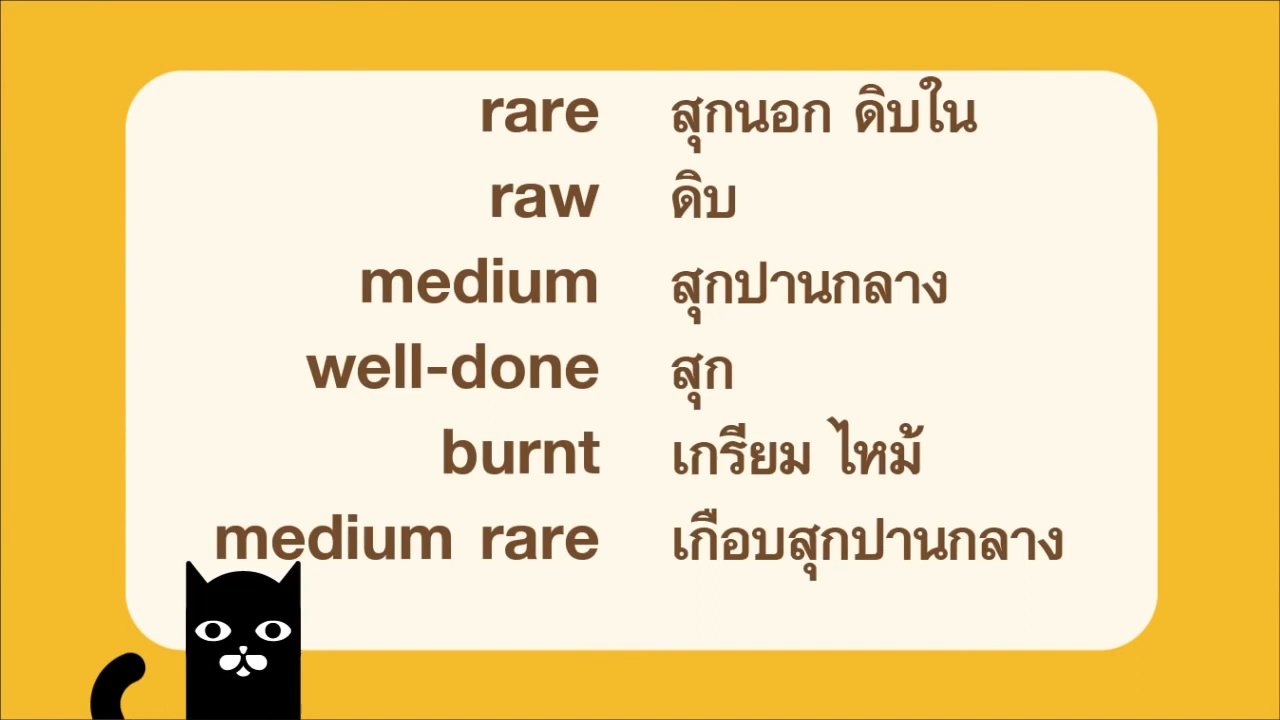 rare สุกนอก ดิบใน
raw ดิบ
medium สุกปานกลาง
well-done สุก
burnt เกรียม ไหม้
medium rare เกือบสุกปานกลาง